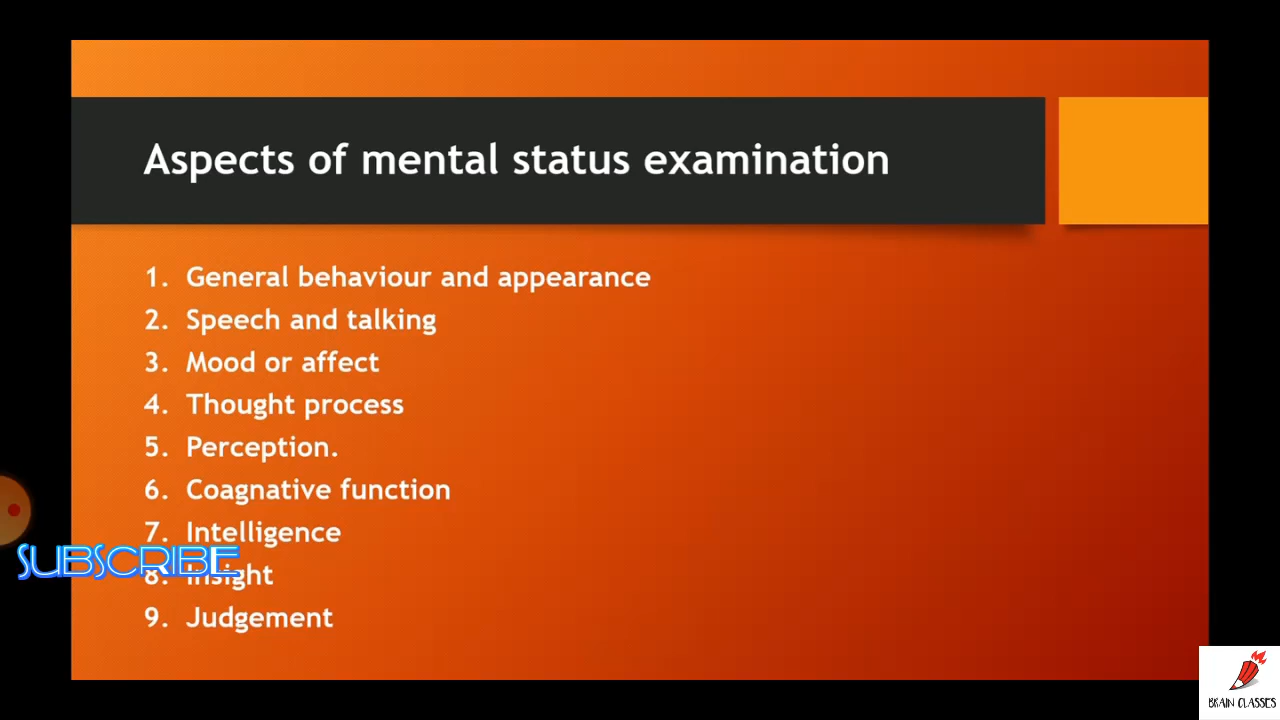 Aspects of mental status examination
1. General behaviour and appearance
2. Speech and talking
3. Mood or affect
4. Thought process
5. Perception.
6. Coagnative function
7. Intelligence
SUBSCRIBE
8. Insight
9. Judgement
BRAIN CLASSES